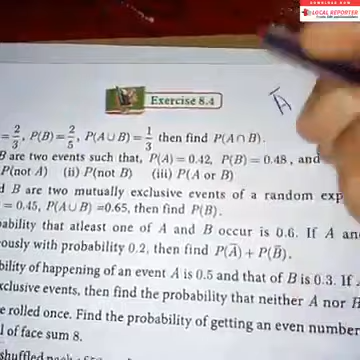 LOCAL REPORTER
Exercise 8.4
Ā
= 2/3, P(B) = 2/5, P(A∪B) = 1/3 then find P(A∩B).
B are two events such that, P(A) = 0.42, P(B) = 0.48, and
P(not A) (ii) P(not B) (iii) P(A or B)
d B are two mutually exclusive events of a random exp
= 0.45, P(A∪B) =0.65, then find P(B).
bability that atleast one of A and B occur is 0.6. If A an
ously with probability 0.2, then find P(A̅) + P(B̅).
bility of happening of an event A is 0.5 and that of B is 0.3. If
xclusive events, then find the probability that neither A nor B
e rolled once. Find the probability of getting an even number
l of face sum 8.
shuffled pack of